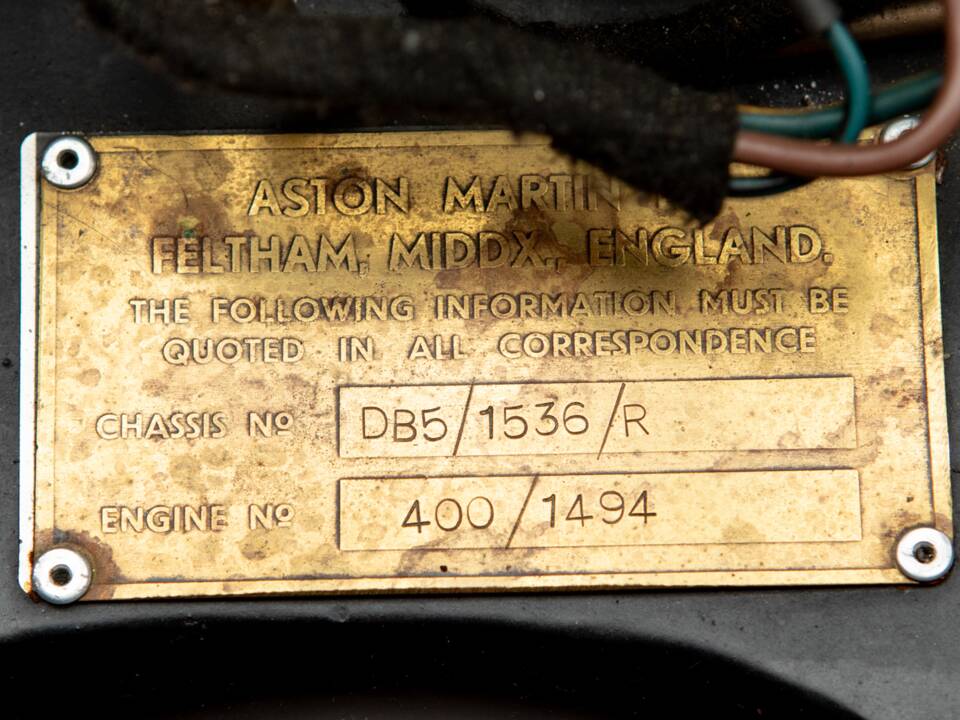 ASTON MARTIN
FELTHAM, MIDDX., ENGLAND.
THE FOLLOWING INFORMATION MUST BE
QUOTED IN ALL CORRESPONDENCE
CHASSIS Nº DB5/1536/R
ENGINE Nº 400/1494